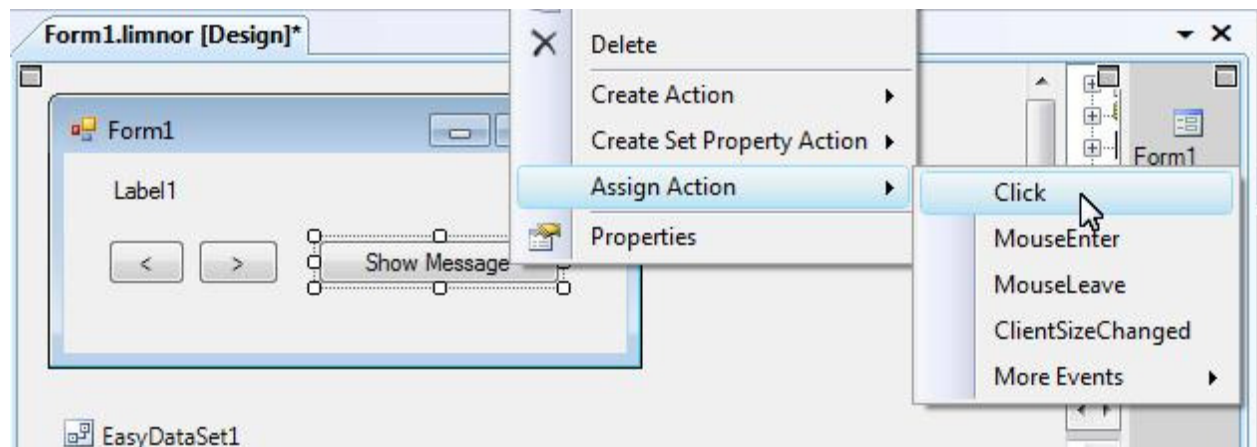 Form1.limnor [Design]*
Delete
Create Action
Create Set Property Action
Assign Action
Properties
Click
MouseEnter
MouseLeave
ClientSizeChanged
More Events
Form1
Label1
< >
Show Message
Form1
EasyDataSet1